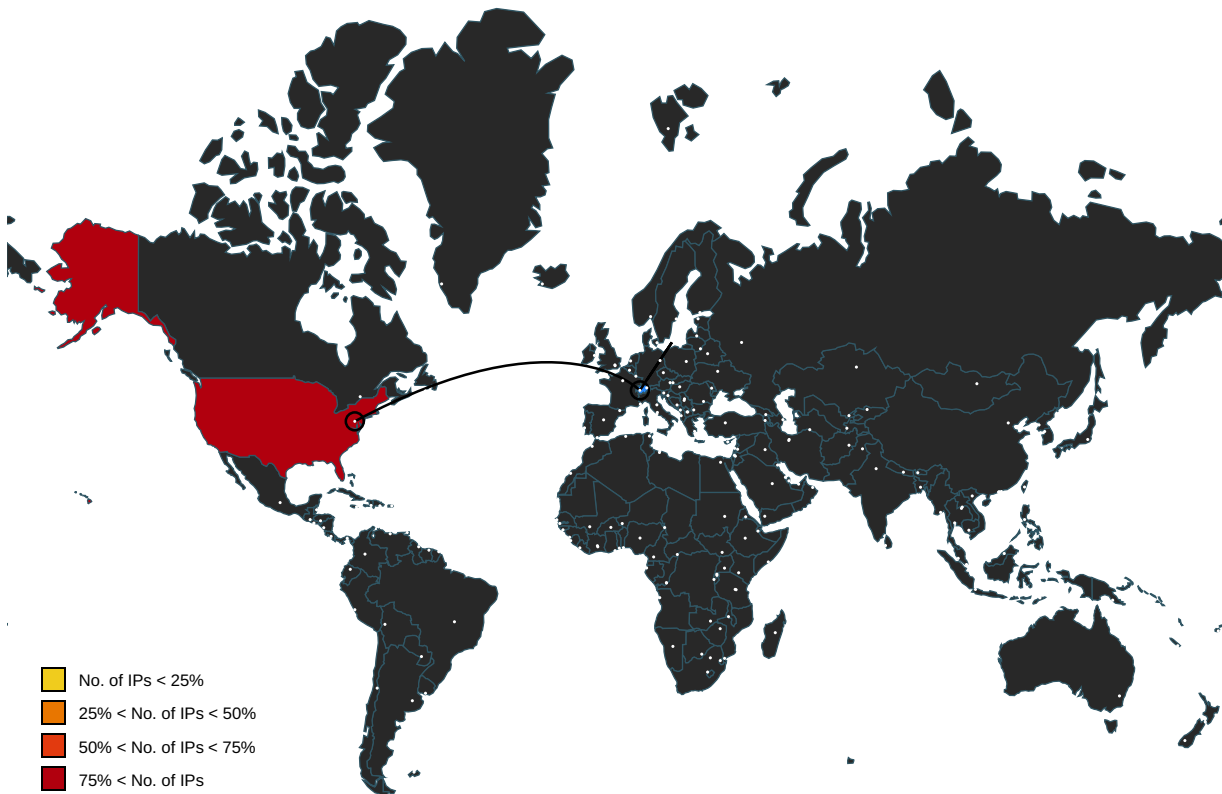 No. of IPs < 25%
25% < No. of IPs < 50%
50% < No. of IPs < 75%
75% < No. of IPs